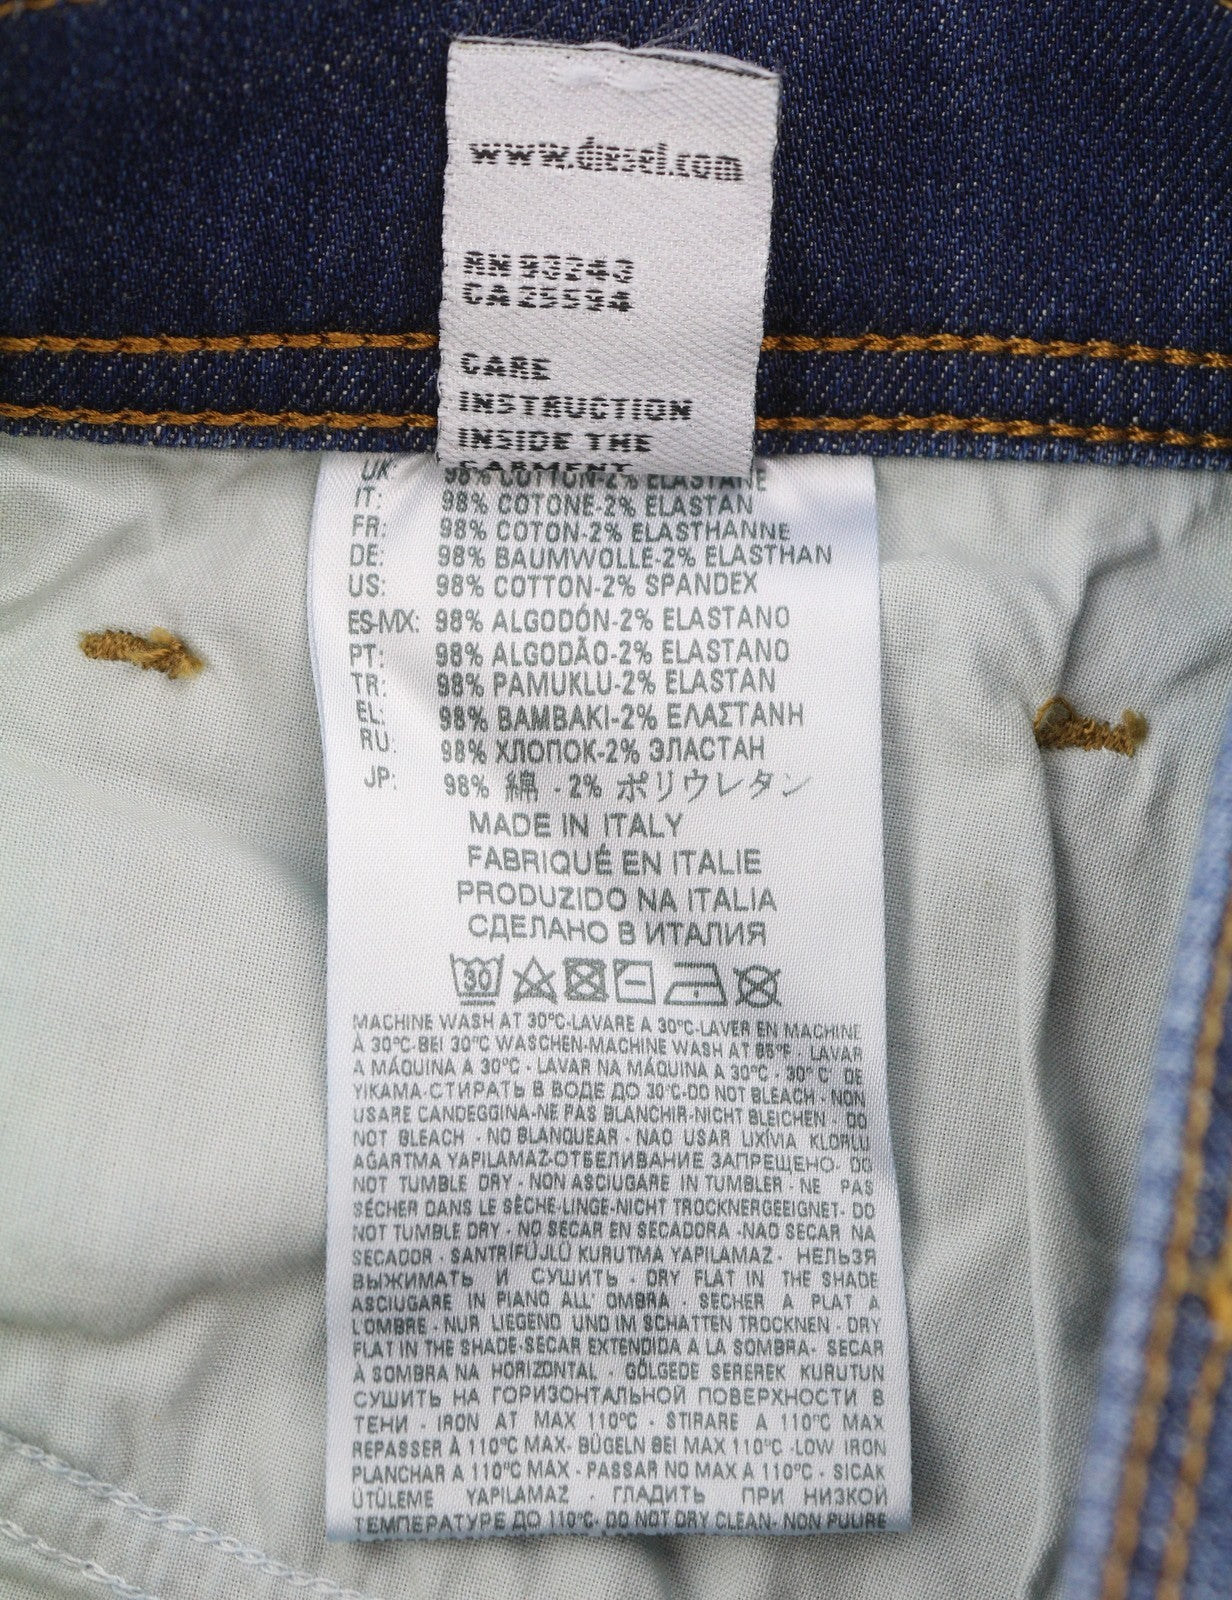 www.diesel.com
RN 93243
CA 25594
CARE
INSTRUCTION
INSIDE THE
GARMENT
UK: 98% COTTON-2% ELASTANE
IT: 98% COTONE-2% ELASTAN
FR: 98% COTON-2% ELASTHANNE
DE: 98% BAUMWOLLE-2% ELASTHAN
US: 98% COTTON-2% SPANDEX
ES-MX: 98% ALGODÓN-2% ELASTANO
PT: 98% ALGODÃO-2% ELASTANO
TR: 98% PAMUKLU-2% ELASTAN
EL: 98% ΒΑΜΒΑΚΙ-2% ΕΛΑΣΤΑΝΗ
RU: 98% ХЛОПОК-2% ЭЛАСТАН
JP: 98% 綿 - 2% ポリウレタン
MADE IN ITALY
FABRIQUÉ EN ITALIE
PRODUZIDO NA ITALIA
СДЕЛАНО В ИТАЛИЯ
30
MACHINE WASH AT 30°C-LAVARE A 30°C-LAVER EN MACHINE
À 30°C-BEI 30°C WASCHEN-MACHINE WASH AT 85°F - LAVAR
A MÁQUINA A 30°C - LAVAR NA MÁQUINA A 30°C - 30° C' DE
YIKAMA-СТИРАТЬ В ВОДЕ ДО 30°C-DO NOT BLEACH - NON
USARE CANDEGGINA-NE PAS BLANCHIR-NICHT BLEICHEN - DO
NOT BLEACH - NO BLANQUEAR - NAO USAR LIXÍVIA KLORLU
AĞARTMA YAPILAMAZ-ОТБЕЛИВАНИЕ ЗАПРЕЩЕНО- DO
NOT TUMBLE DRY - NON ASCIUGARE IN TUMBLER - NE PAS
SÉCHER DANS LE SÈCHE-LINGE-NICHT TROCKNERGEEIGNET- DO
NOT TUMBLE DRY - NO SECAR EN SECADORA -NAO SECAR NA
SECADOR - SANTRİFÜJLÜ KURUTMA YAPILAMAZ - НЕЛЬЗЯ
ВЫЖИМАТЬ И СУШИТЬ - DRY FLAT IN THE SHADE
ASCIUGARE IN PIANO ALL' OMBRA - SECHER A PLAT A
L'OMBRE - NUR LIEGEND UND IM SCHATTEN TROCKNEN - DRY
FLAT IN THE SHADE-SECAR EXTENDIDA A LA SOMBRA- SECAR
À SOMBRA NA HORIZONTAL - GÖLGEDE SEREREK KURUTUN
СУШИТЬ НА ГОРИЗОНТАЛЬНОЙ ПОВЕРХНОСТИ В
ТЕНИ - IRON AT MAX 110°C - STIRARE A 110°C MAX
REPASSER À 110°C MAX- BÜGELN BEI MAX 110°C -LOW IRON
PLANCHAR A 110°C MAX - PASSAR NO MAX A 110°C - SICAK
ÜTÜLEME YAPILAMAZ - ГЛАДИТЬ ПРИ НИЗКОЙ
ТЕМПЕРАТУРЕ ДО 110°C- DO NOT DRY CLEAN- NON PULIRE